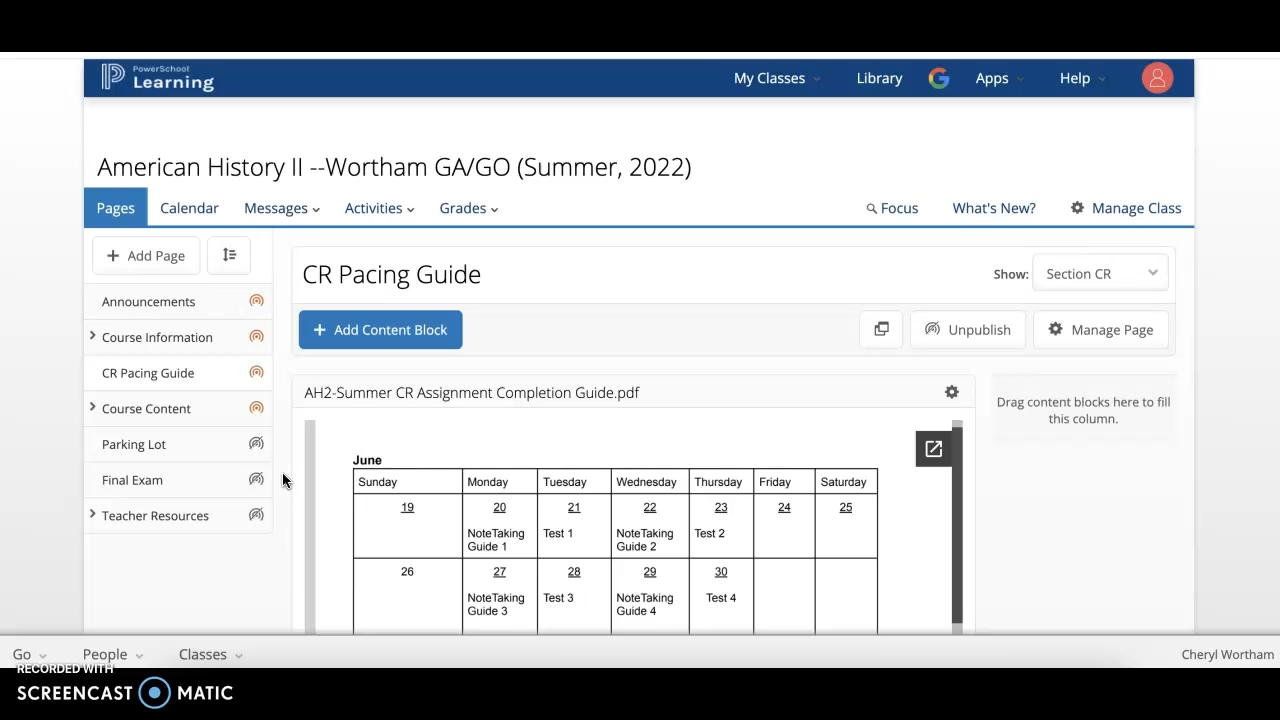 PowerSchool
Learning
My Classes
Library
Apps
Help
American History II --Wortham GA/GO (Summer, 2022)
Pages
Calendar
Messages
Activities
Grades
Focus
What's New?
Manage Class
+ Add Page
Announcements
Course Information
CR Pacing Guide
Course Content
Parking Lot
Final Exam
Teacher Resources
CR Pacing Guide
Show: Section CR
+ Add Content Block
Unpublish
Manage Page
AH2-Summer CR Assignment Completion Guide.pdf
Drag content blocks here to fill
this column.
June
Sunday Monday Tuesday Wednesday Thursday Friday Saturday
19 20 21 22 23 24 25
NoteTaking Test 1 NoteTaking Test 2
Guide 1 Guide 2
26 27 28 29 30
NoteTaking Test 3 NoteTaking Test 4
Guide 3 Guide 4
Go People Classes Cheryl Wortham
RECORDED WITH
SCREENCAST MATIC